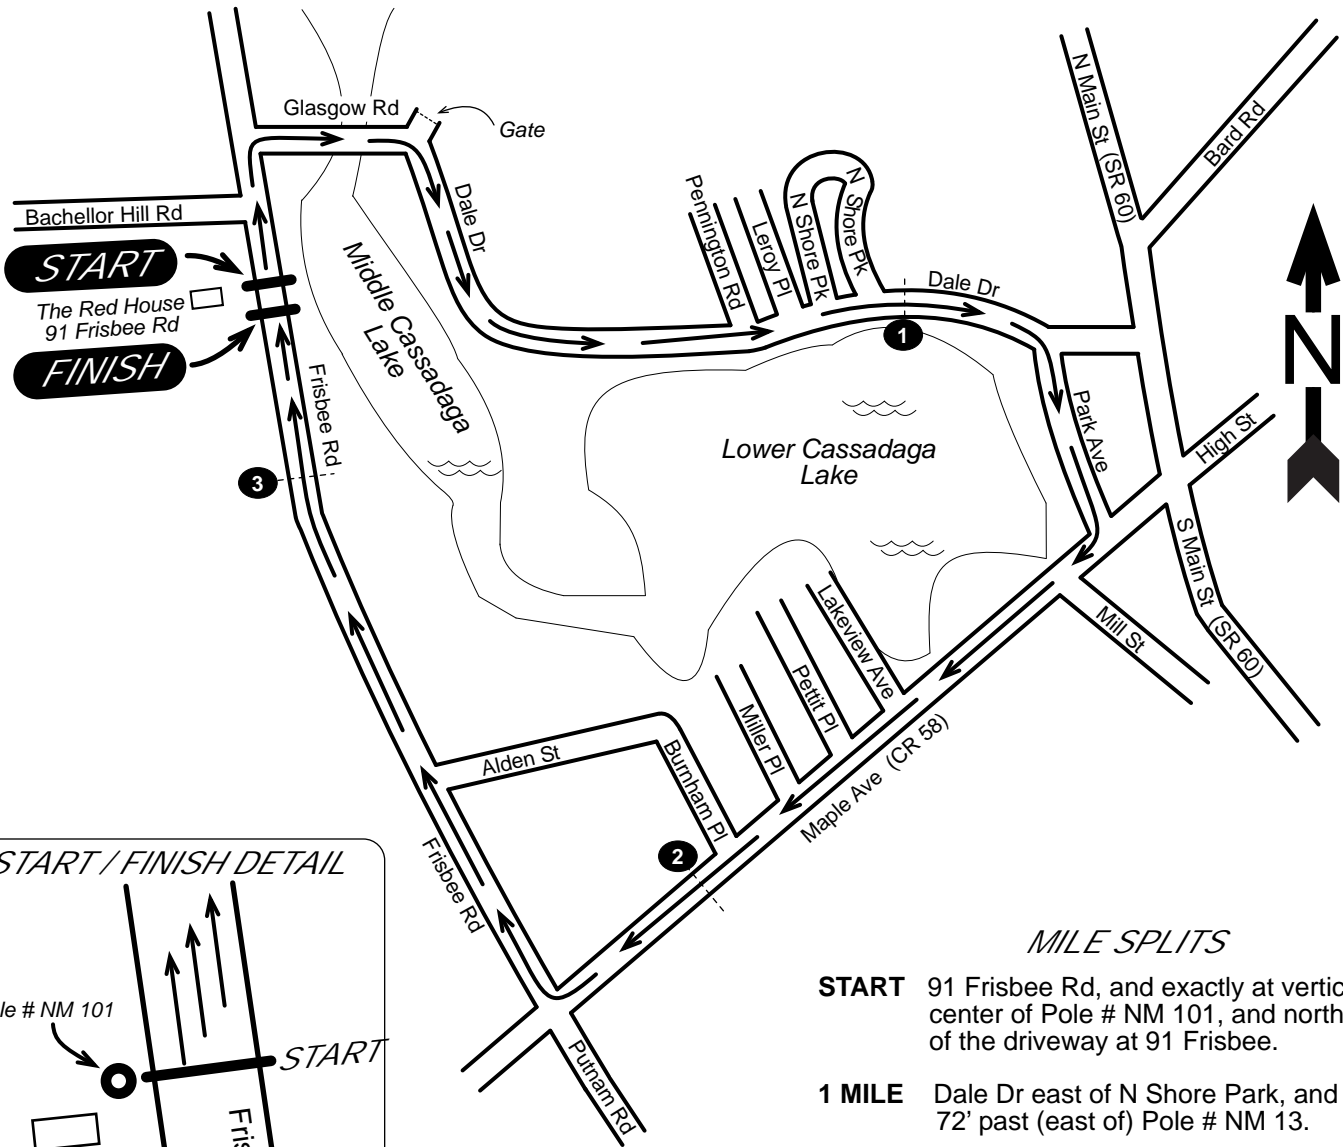 Glasgow Rd
Gate
N Main St (SR 60)
Bard Rd
Bachellor Hill Rd
Dale Dr
Pennington Rd
Leroy Pl
N Shore Pk
N Shore Pk
Dale Dr
START
The Red House
91 Frisbee Rd
FINISH
Middle Cassadaga
Lake
1
N
Frisbee Rd
Park Ave
High St
Lower Cassadaga
Lake
3
S Main St (SR 60)
Mill St
Lakeview Ave
Pettit Pl
Miller Pl
Burnham Pl
Alden St
Maple Ave (CR 58)
2
Frisbee Rd
Putnam Rd
START / FINISH DETAIL
# NM 101
START
MILE SPLITS
START 91 Frisbee Rd, and exactly at
center of Pole # NM 101, and north
of the driveway at 91 Frisbee.
1 MILE Dale Dr east of N Shore Park, and
72' past (east of) Pole # NM 13.